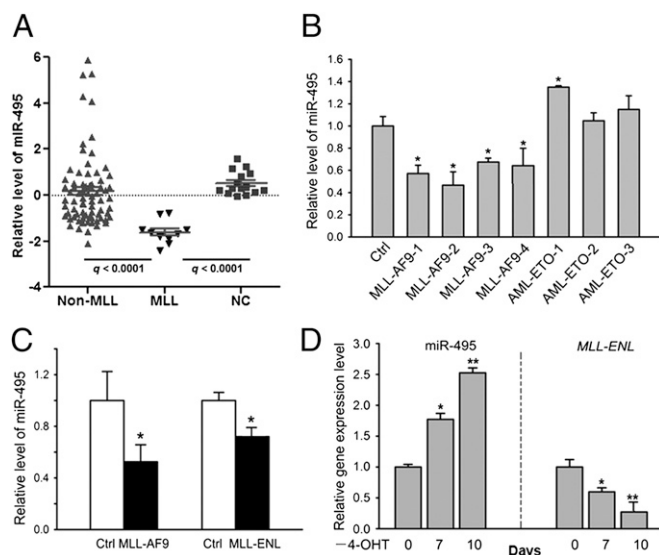 A
Relative level of miR-495
6
4
2
0
-2
-4
q < 0.0001
q < 0.0001
Non-MLL MLL NC
B
Relative level of miR-495
1.6
1.4
1.2
1.0
0.8
0.6
0.4
0.2
0.0
* * * * *
Ctrl MLL-AF9-1 MLL-AF9-2 MLL-AF9-3 MLL-AF9-4 AML-ETO-1 AML-ETO-2 AML-ETO-3
C
Relative level of miR-495
1.2
0.8
0.4
0.0
* *
Ctrl MLL-AF9 Ctrl MLL-ENL
D
miR-495 MLL-ENL
Relative gene expression level
3.0
2.5
2.0
1.5
1.0
0.5
0.0
* ** * **
−4-OHT 0 7 10 0 7 10
Days